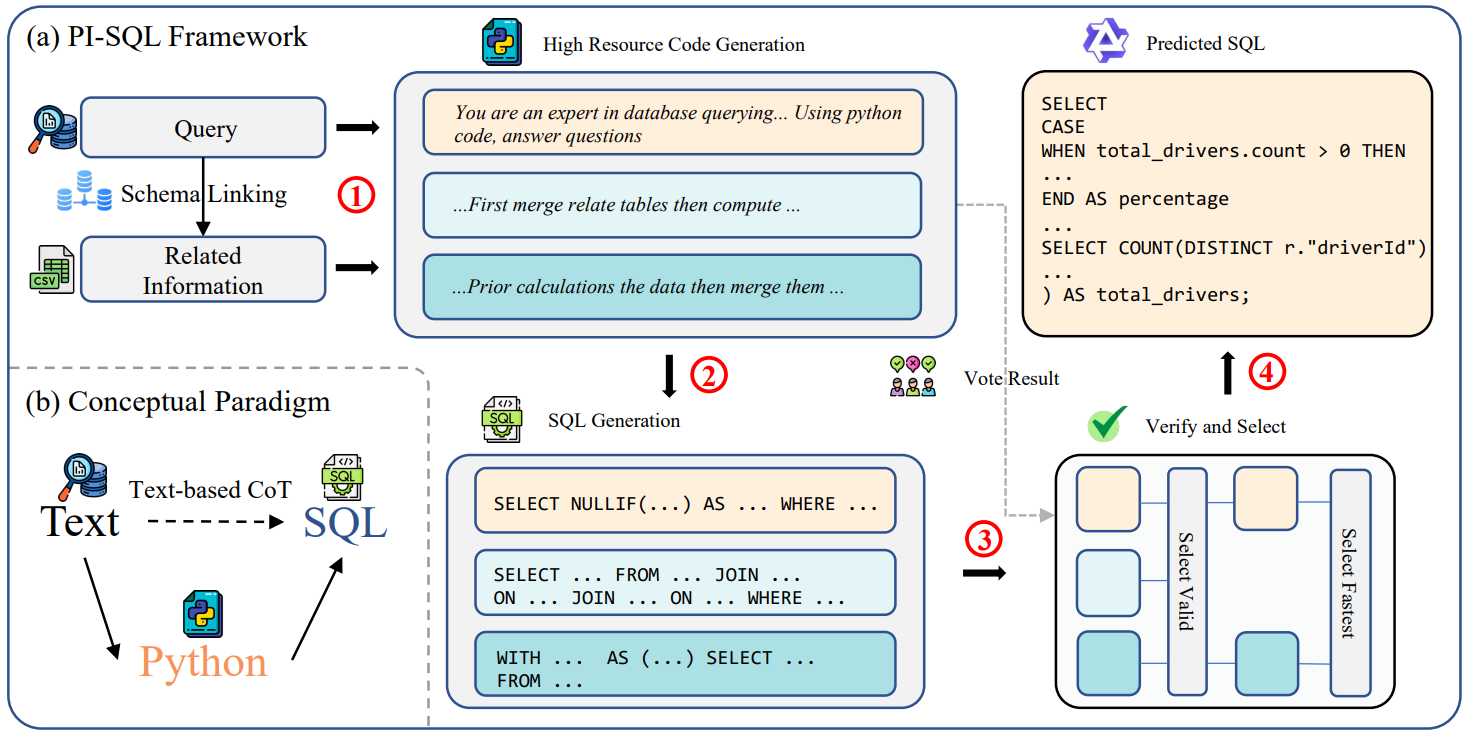 (a) PI-SQL Framework
High Resource Code Generation
Predicted SQL
Query
Schema Linking
CSV
Related
Information
①
You are an expert in database querying... Using python
code, answer questions
...First merge relate tables then compute ...
...Prior calculations the data then merge them ...
SELECT
CASE
WHEN total_drivers.count > 0 THEN
...
END AS percentage
...
SELECT COUNT(DISTINCT r."driverId")
...
) AS total_drivers;
②
Vote Result
④
SQL
SQL Generation
Verify and Select
SELECT NULLIF(...) AS ... WHERE ...
SELECT ... FROM ... JOIN ...
ON ... JOIN ... ON ... WHERE ...
WITH ... AS (...) SELECT ...
FROM ...
③
Select Valid
Select Fastest
(b) Conceptual Paradigm
Text-based CoT
SQL
Text
SQL
Python